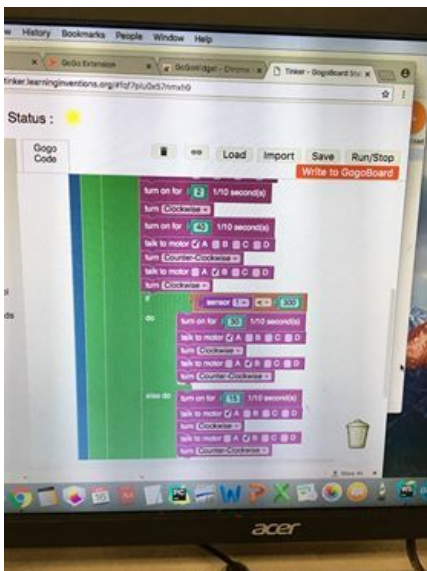 History Bookmarks People Window Help
GoGo Extension
GoGoWidget - Chrome
Tinker - GogoBoard
tinker.learninginventions.org/
Status :
Gogo
Code
Load Import Save Run/Stop
Write to GogoBoard
turn on for 2 1/10 second(s)
turn Clockwise
turn on for 40 1/10 second(s)
talk to motor A B C D
turn Counter-Clockwise
talk to motor A B C D
turn Clockwise
if sensor 1 < 300
do turn on for 30 1/10 second(s)
talk to motor A B C D
turn Clockwise
talk to motor A B C D
turn Counter-Clockwise
else do turn on for 15 1/10 second(s)
talk to motor A B C D
turn Clockwise
talk to motor A B C D
turn Counter-Clockwise
acer